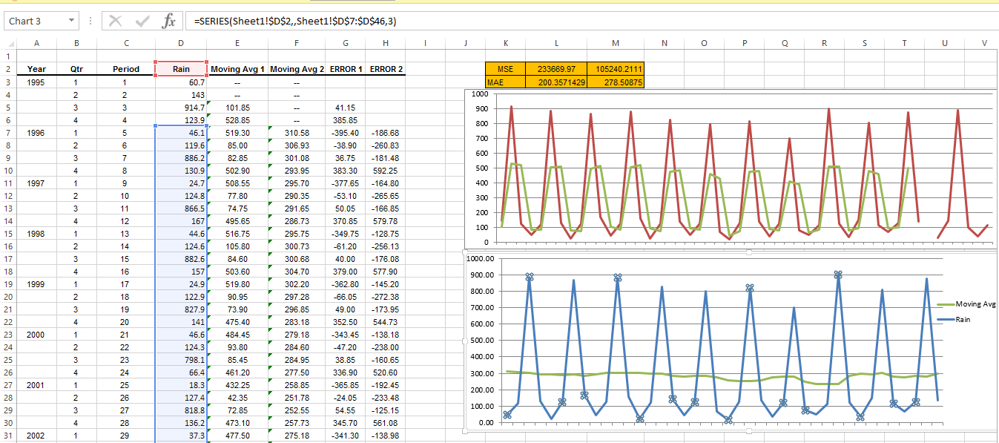 Chart 3 =SERIES(Sheet1!$D$2,,Sheet1!$D$7:$D$46,3)
A B C D E F G H I J K L M N O P Q R S T U V
1
2 Year Qtr Period Rain Moving Avg 1 Moving Avg 2 ERROR 1 ERROR 2 MSE 233669.97 105240.2111
3 1995 1 1 60.7 -- -- MAE 200.3571429 278.50875
4 2 2 143 -- --
5 3 3 914.7 101.85 -- 41.15
6 4 4 123.9 528.85 -- 385.85
7 1996 1 5 46.1 519.30 310.58 -395.40 -186.68
8 2 6 119.6 85.00 306.93 -38.90 -260.83
9 3 7 886.2 82.85 301.08 36.75 -181.48
10 4 8 130.9 502.90 293.95 383.30 592.25
11 1997 1 9 24.7 508.55 295.70 -377.65 -164.80
12 2 10 124.8 77.80 290.35 -53.10 -265.65
13 3 11 866.5 74.75 291.65 50.05 -166.85
14 4 12 167 495.65 286.73 370.85 579.78
15 1998 1 13 44.6 516.75 295.75 -349.75 -128.75
16 2 14 124.6 105.80 300.73 -61.20 -256.13
17 3 15 882.6 84.60 300.68 40.00 -176.08
18 4 16 157 503.60 304.70 379.00 577.90
19 1999 1 17 24.9 519.80 302.20 -362.80 -145.20
20 2 18 122.9 90.95 297.28 -66.05 -272.38
21 3 19 827.9 73.90 296.85 49.00 -173.95
22 4 20 141 475.40 283.18 352.50 544.73
23 2000 1 21 46.6 484.45 279.18 -343.45 -138.18
24 2 22 124.3 93.80 284.60 -47.20 -238.00
25 3 23 798.1 85.45 284.95 38.85 -160.65
26 4 24 66.4 461.20 277.50 336.90 520.60
27 2001 1 25 18.3 432.25 258.85 -365.85 -192.45
28 2 26 127.4 42.35 251.78 -24.05 -233.48
29 3 27 818.8 72.85 252.55 54.55 -125.15
30 4 28 136.2 473.10 257.73 345.70 561.08
31 2002 1 29 37.3 477.50 275.18 -341.30 -138.98
1000
900
800
700
600
500
400
300
200
100
0
1000.00
900.00
800.00
700.00
600.00
500.00
400.00
300.00
200.00
100.00
0.00
Moving Avg
Rain